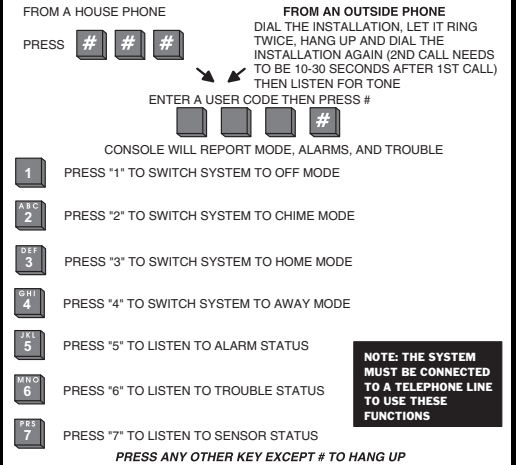 FROM A HOUSE PHONE
PRESS # # #
FROM AN OUTSIDE PHONE
DIAL THE INSTALLATION, LET IT RING
TWICE, HANG UP AND DIAL THE
INSTALLATION AGAIN (2ND CALL NEEDS
TO BE 10-30 SECONDS AFTER 1ST CALL)
THEN LISTEN FOR TONE
ENTER A USER CODE THEN PRESS #
#
CONSOLE WILL REPORT MODE, ALARMS, AND TROUBLE
1 PRESS "1" TO SWITCH SYSTEM TO OFF MODE
ABC
2 PRESS "2" TO SWITCH SYSTEM TO CHIME MODE
DEF
3 PRESS "3" TO SWITCH SYSTEM TO HOME MODE
GHI
4 PRESS "4" TO SWITCH SYSTEM TO AWAY MODE
JKL
5 PRESS "5" TO LISTEN TO ALARM STATUS
MNO
6 PRESS "6" TO LISTEN TO TROUBLE STATUS
PRS
7 PRESS "7" TO LISTEN TO SENSOR STATUS
NOTE: THE SYSTEM
MUST BE CONNECTED
TO A TELEPHONE LINE
TO USE THESE
FUNCTIONS
PRESS ANY OTHER KEY EXCEPT # TO HANG UP